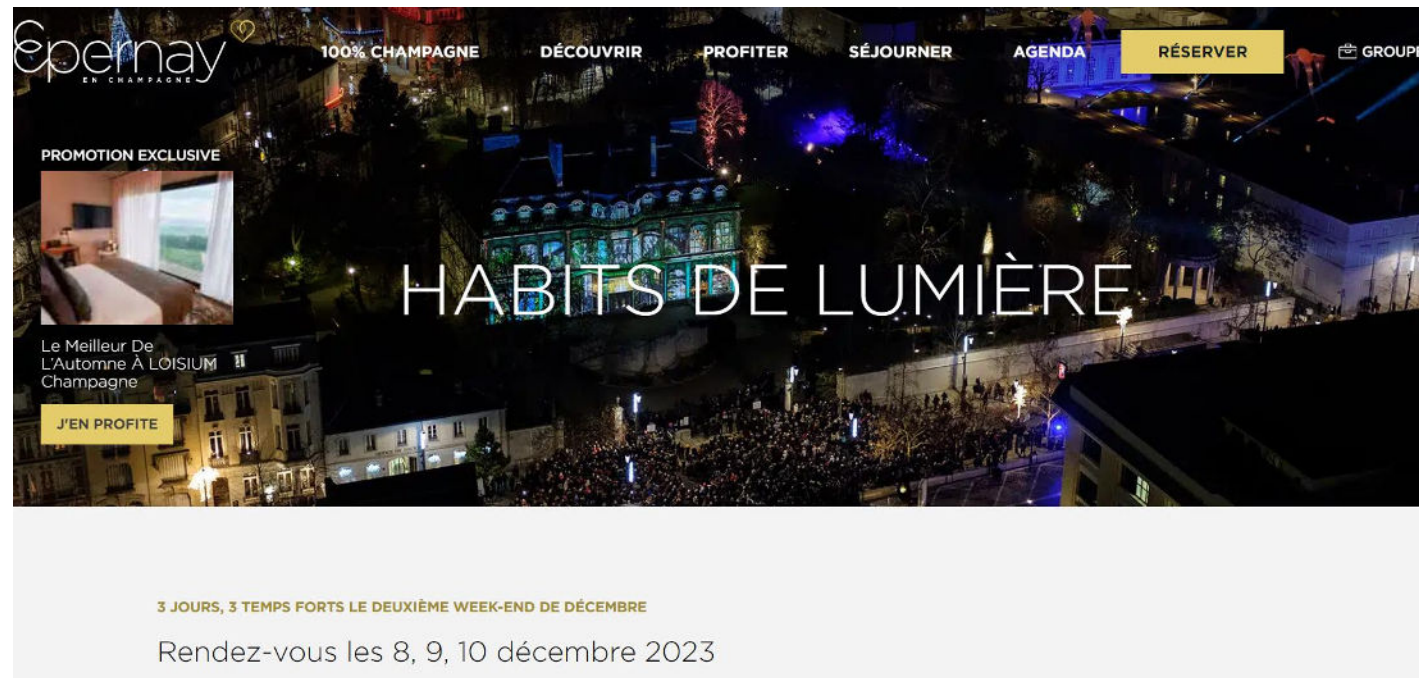 Epernay
EN CHAMPAGNE
100% CHAMPAGNE
DÉCOUVRIR
PROFITER
SÉJOURNER
AGENDA
RÉSERVER
GROUPE
PROMOTION EXCLUSIVE
Le Meilleur De
L'Automne À LOISIUM
Champagne
J'EN PROFITE
HABITS DE LUMIÈRE
3 JOURS, 3 TEMPS FORTS LE DEUXIÈME WEEK-END DE DÉCEMBRE
Rendez-vous les 8, 9, 10 décembre 2023